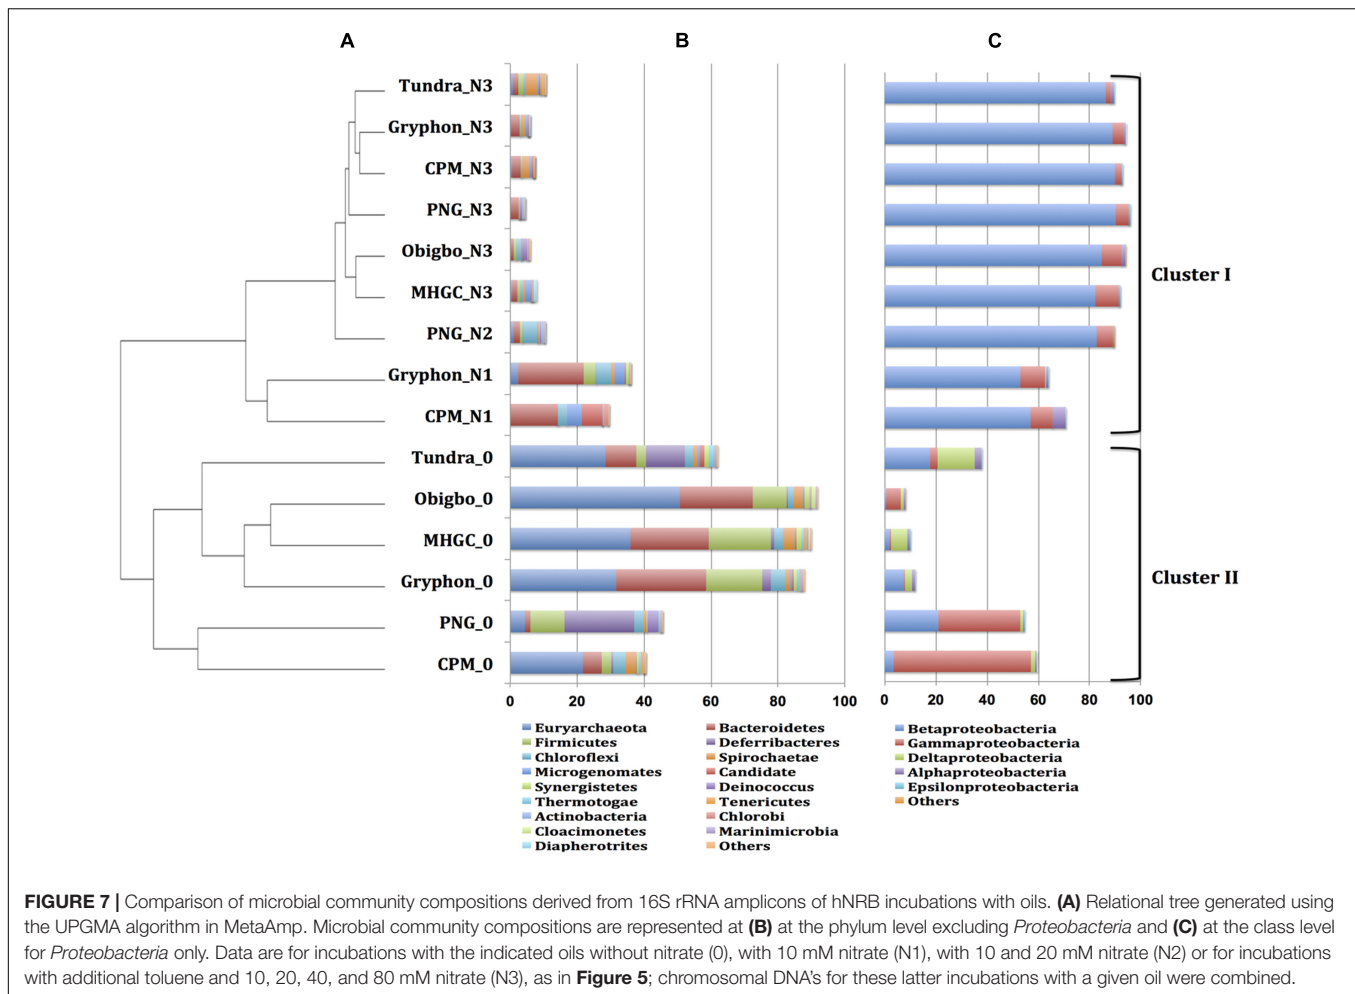 A B C
Tundra_N3
Gryphon_N3
CPM_N3
PNG_N3
Obigbo_N3
MHGC_N3
PNG_N2
Gryphon_N1
CPM_N1
Tundra_0
Obigbo_0
MHGC_0
Gryphon_0
PNG_0
CPM_0
Cluster I
Cluster II
0 20 40 60 80 100
0 20 40 60 80 100
Euryarchaeota Bacteroidetes
Firmicutes Deferribacteres
Chloroflexi Spirochaetae
Microgenomates Candidate
Synergistetes Deinococcus
Thermotogae Tenericutes
Actinobacteria Chlorobi
Cloacimonetes Marinimicrobia
Diapherotrites Others
Betaproteobacteria
Gammaproteobacteria
Deltaproteobacteria
Alphaproteobacteria
Epsilonproteobacteria
Others
FIGURE 7 | Comparison of microbial community compositions derived from 16S rRNA amplicons of hNRB incubations with oils. (A) Relational tree generated using
the UPGMA algorithm in MetaAmp. Microbial community compositions are represented at (B) at the phylum level excluding Proteobacteria and (C) at the class level
for Proteobacteria only. Data are for incubations with the indicated oils without nitrate (0), with 10 mM nitrate (N1), with 10 and 20 mM nitrate (N2) or for incubations
with additional toluene and 10, 20, 40, and 80 mM nitrate (N3), as in Figure 5; chromosomal DNA's for these latter incubations with a given oil were combined.